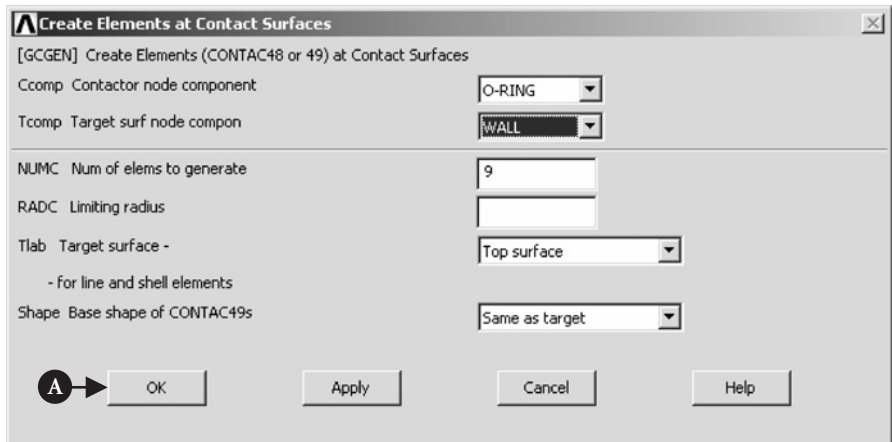 Create Elements at Contact Surfaces
[GCGEN] Create Elements (CONTAC48 or 49) at Contact Surfaces
Ccomp Contactor node component O-RING
Tcomp Target surf node compon WALL
NUMC Num of elems to generate 9
RADC Limiting radius
Tlab Target surface - Top surface
- for line and shell elements
Shape Base shape of CONTAC49s Same as target
A OK Apply Cancel Help